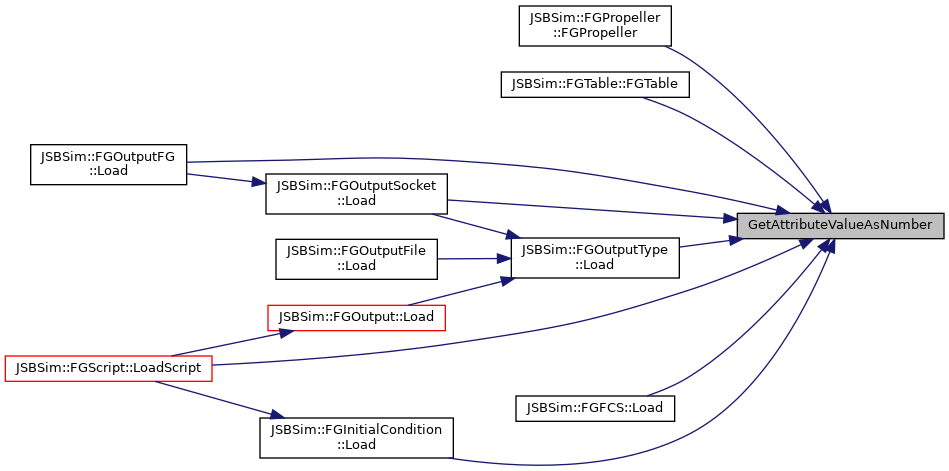 JSBSim::FGPropeller
::FGPropeller
JSBSim::FGTable::FGTable
JSBSim::FGOutputFG
::Load
JSBSim::FGOutputSocket
::Load
GetAttributeValueAsNumber
JSBSim::FGOutputFile
::Load
JSBSim::FGOutputType
::Load
JSBSim::FGOutput::Load
JSBSim::FGScript::LoadScript
JSBSim::FGFCS::Load
JSBSim::FGInitialCondition
::Load